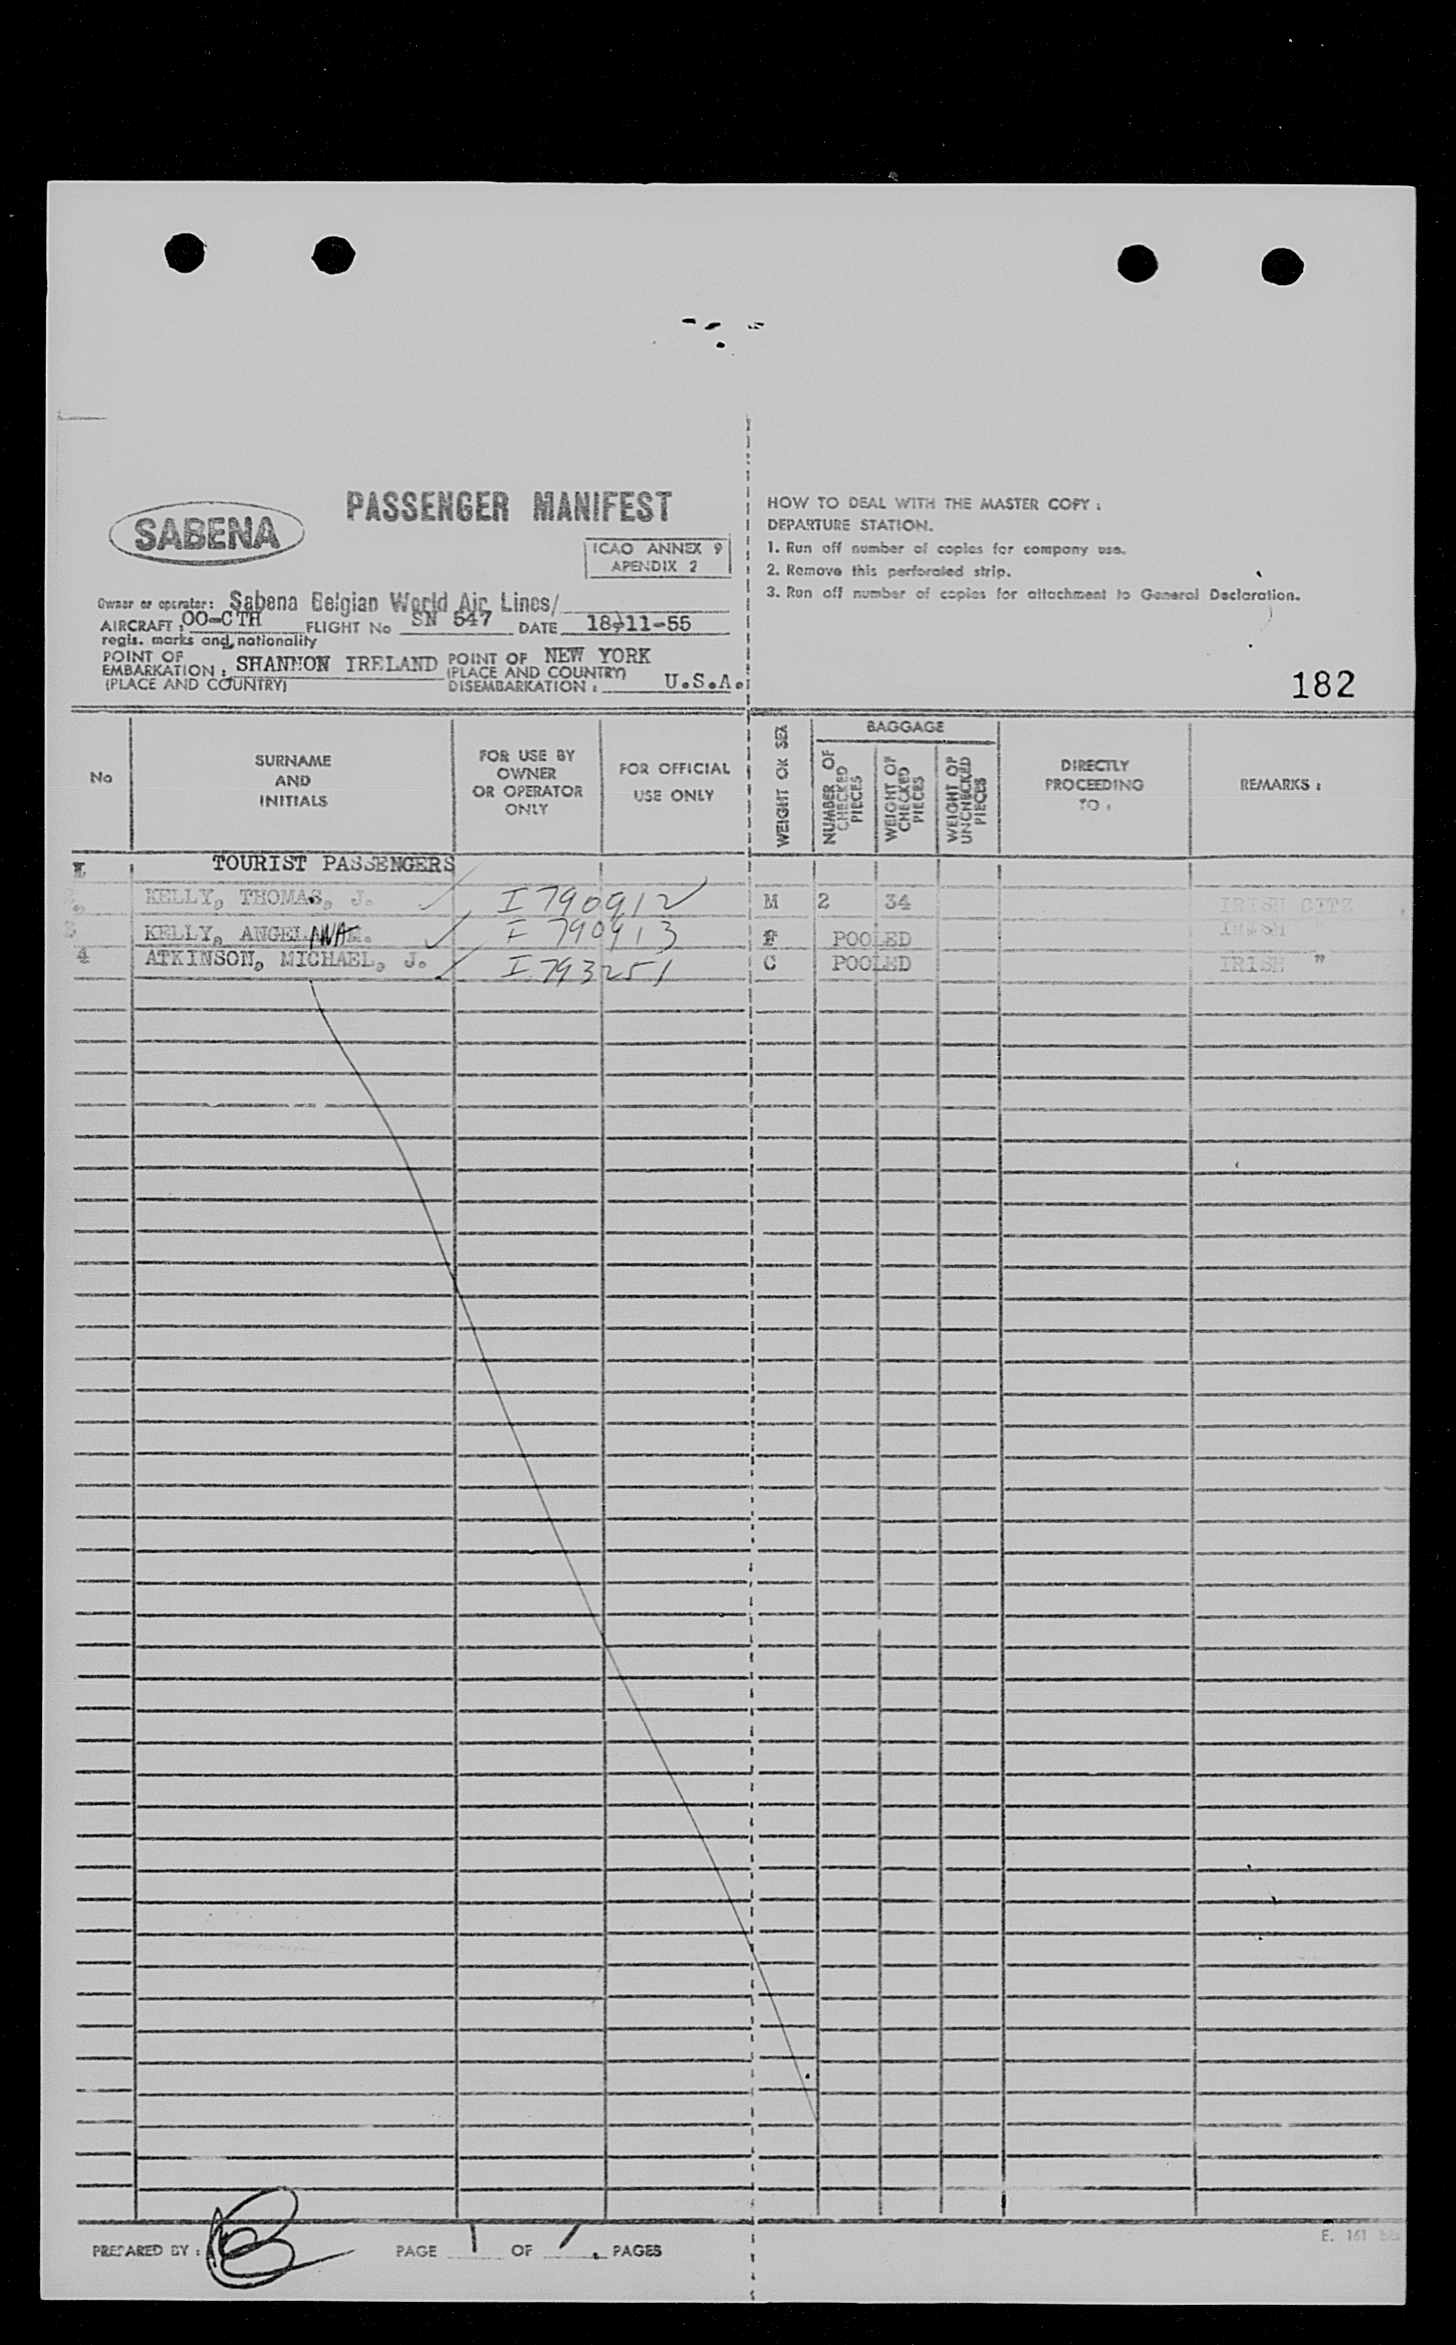 PASSENGER MANIFEST
SABENA
ICAO ANNEX 9
APENDIX 2
HOW TO DEAL WITH THE MASTER COPY :
DEPARTURE STATION.
1. Run off number of copies for company use.
2. Remove this perforated strip.
3. Run off number of copies for attachment to General Declaration.
Owner or operator: Sabena Belgian World Air Lines/
AIRCRAFT : OO-CTH FLIGHT No SN 547 DATE 18-11-55
regis. marks and nationality
POINT OF EMBARKATION : SHANNON IRELAND
(PLACE AND COUNTRY)
POINT OF NEW YORK
(PLACE AND COUNTRY)
DISEMBARKATION : U.S.A.
182
No
SURNAME AND INITIALS
FOR USE BY OWNER OR OPERATOR ONLY
FOR OFFICIAL USE ONLY
WEIGHT OR SEX
BAGGAGE
NUMBER OF CHECKED PIECES
WEIGHT OF CHECKED PIECES
WEIGHT OF UNCHECKED PIECES
DIRECTLY PROCEEDING TO :
REMARKS :
TOURIST PASSENGERS
KELLY, THOMAS, J. I790912 M 2 34 IRISH CITZ
KELLY, ANGEL I 790913 F POOLED IRISH "
4 ATKINSON, MICHAEL, J. I793251 C POOLED IRISH "
PREPARED BY : PAGE 1 OF 1 PAGES
E. 161